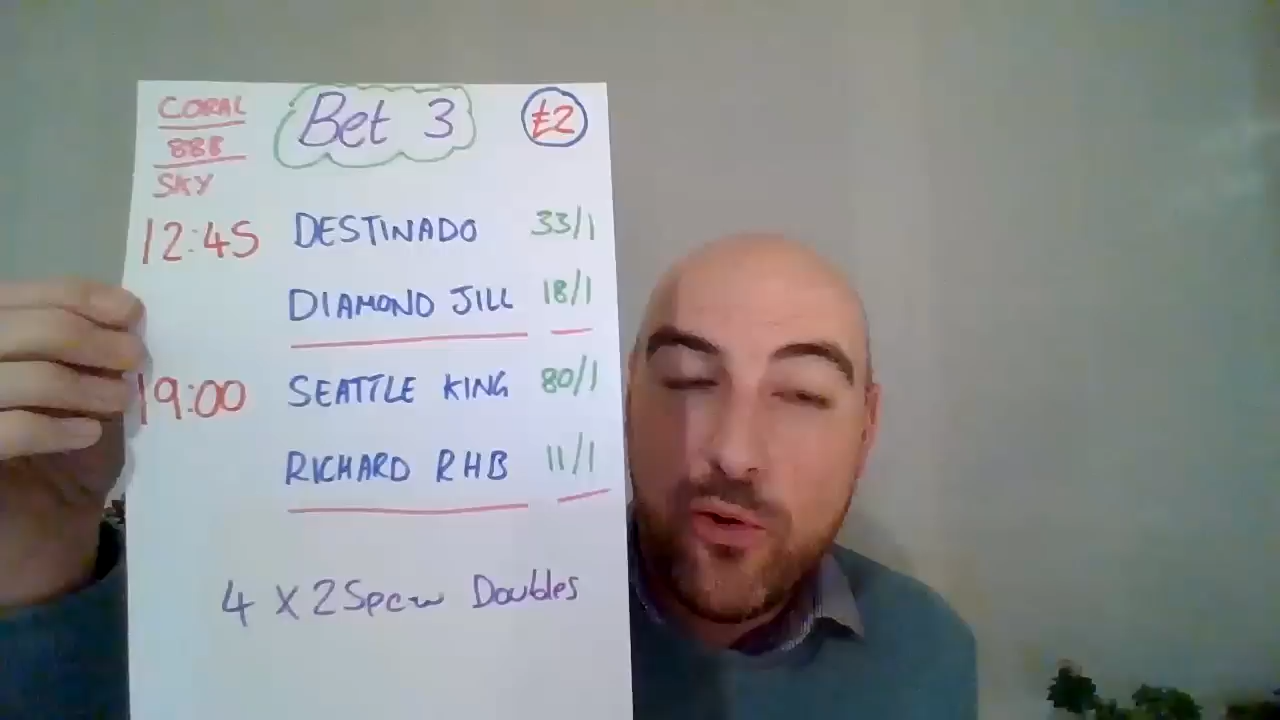 CORAL
888
SKY
Bet 3
£2
12:45 DESTINADO 33/1
DIAMOND JILL 18/1
19:00 SEATTLE KING 80/1
RICHARD RHB 11/1
4 X 25pew Doubles